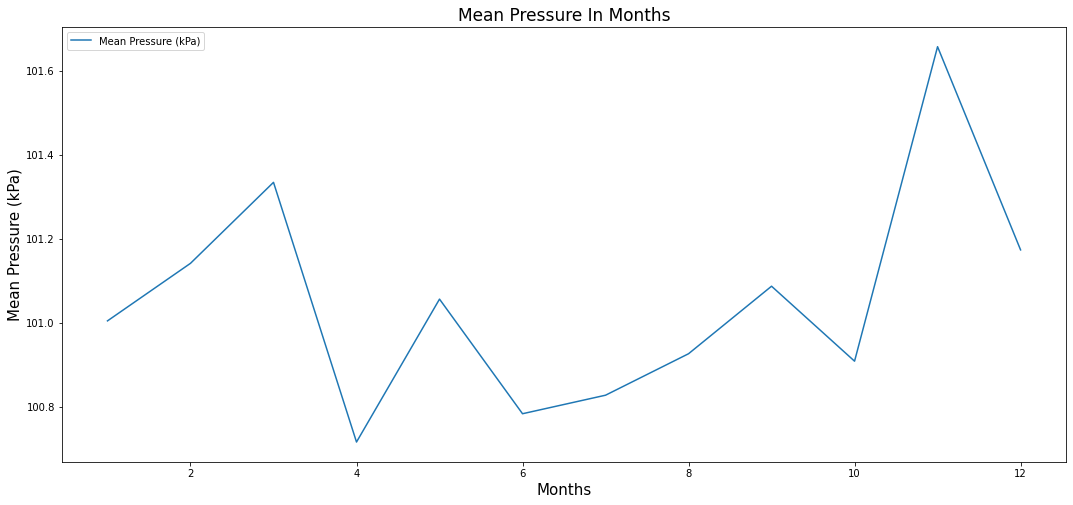 Mean Pressure In Months
Mean Pressure (kPa)
Mean Pressure (kPa)
101.6
101.4
101.2
101.0
100.8
2 4 6 8 10 12
Months